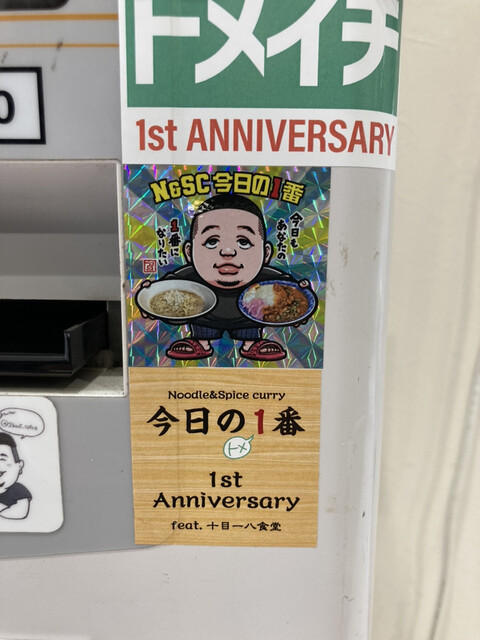 0
トメイチ
1st ANNIVERSARY
N&SC今日の1番
今日も
あなたの
1番に
なりたい
Noodle&Spice curry
今日の1番
トメ
1st
Anniversary
feat. 十目一八食堂